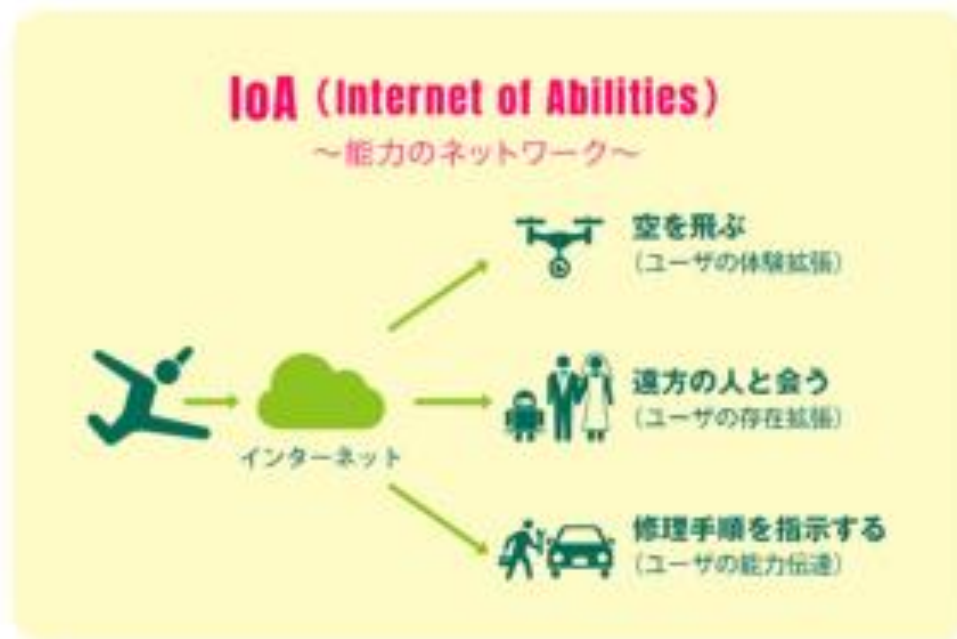 IoA（Internet of Abilities）
～能力のネットワーク～
空を飛ぶ
（ユーザの体験拡張）
インターネット
遠方の人と会う
（ユーザの存在拡張）
修理手順を指示する
（ユーザの能力伝達）